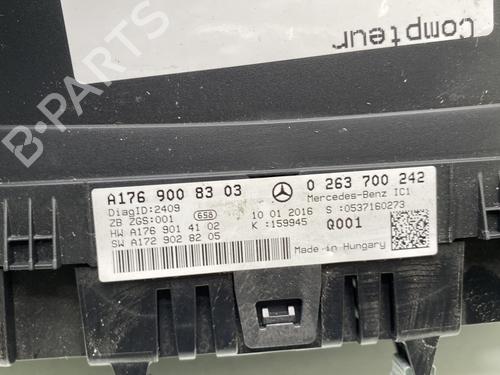 Compteur
B-PARTS
A176 900 83 03
0 263 700 242
DiagID:2409
Mercedes-Benz IC1
ZB ZGS:001
658
10 01 2016
S :0537160273
HW A176 901 41 02
K :159945
Q001
SW A172 902 82 05
Made in Hungary